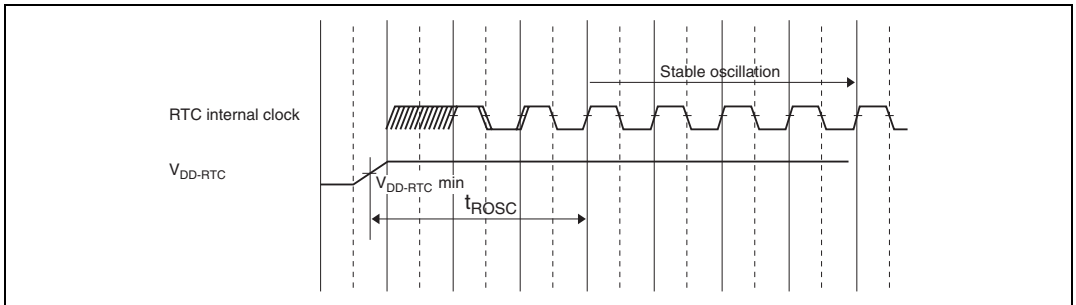 Stable oscillation
RTC internal clock
VDD-RTC
VDD-RTC min
tROSC